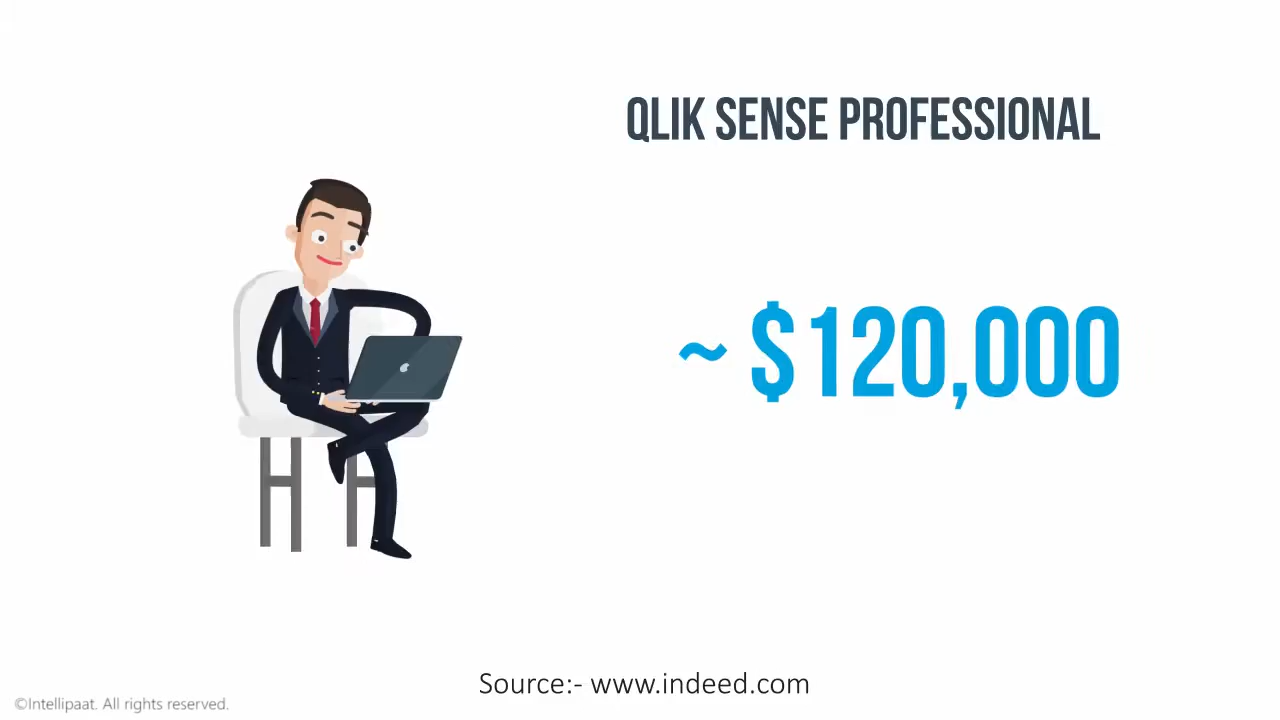 QLIK SENSE PROFESSIONAL
~ $120,000
Source:- www.indeed.com
©Intellipaat. All rights reserved.